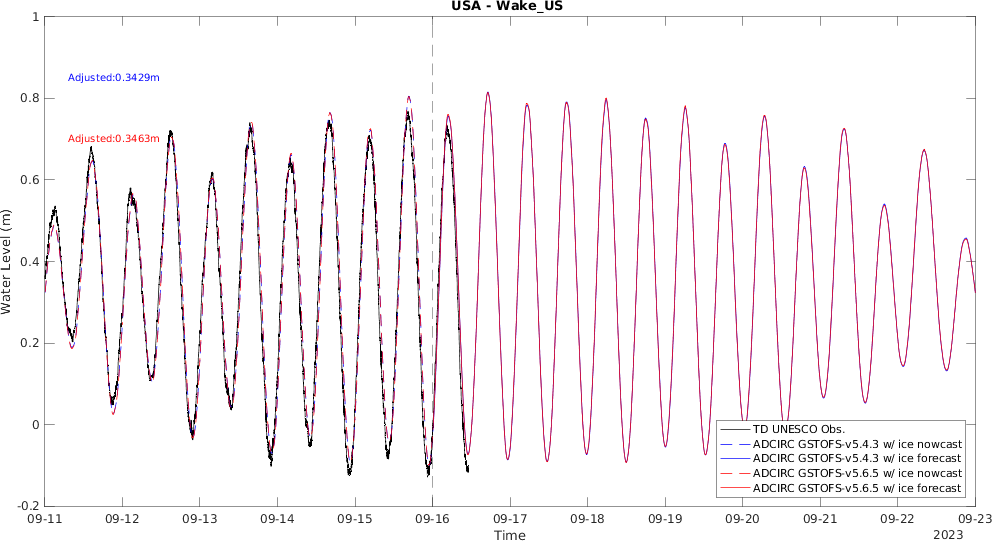 USA - Wake_US
Adjusted:0.3429m
Adjusted:0.3463m
Water Level (m)
1
0.8
0.6
0.4
0.2
0
-0.2
TD UNESCO Obs.
ADCIRC GSTOFS-v5.4.3 w/ ice nowcast
ADCIRC GSTOFS-v5.4.3 w/ ice forecast
ADCIRC GSTOFS-v5.6.5 w/ ice nowcast
ADCIRC GSTOFS-v5.6.5 w/ ice forecast
09-11 09-12 09-13 09-14 09-15 09-16 09-17 09-18 09-19 09-20 09-21 09-22 09-23
Time
2023